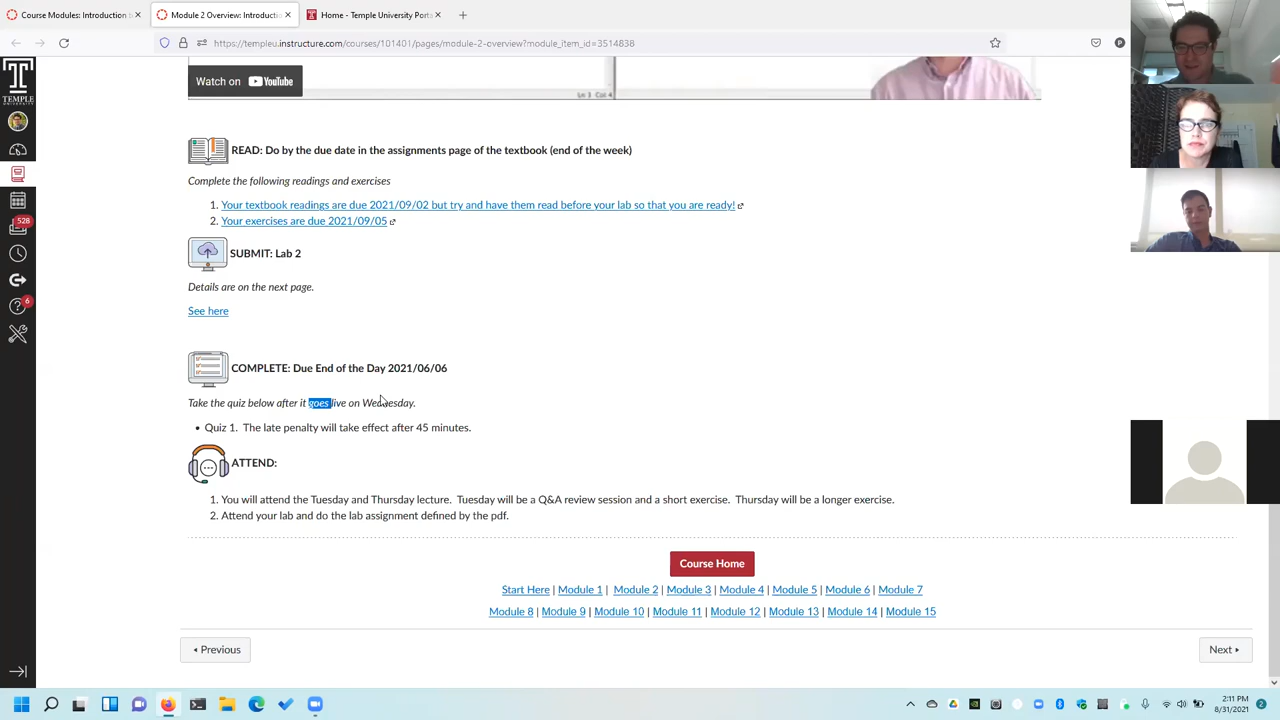 Course Modules: Introduction t
Module 2 Overview: Introduction
Home - Temple University Porta
https://templeu.instructure.com/courses/101401/pages/module-2-overview?module_item_id=3514838
P
TEMPLE
UNIVERSITY
528
6
Watch on YouTube
Ln 3 Col 4
READ: Do by the due date in the assignments page of the textbook (end of the week)
Complete the following readings and exercises
1. Your textbook readings are due 2021/09/02 but try and have them read before your lab so that you are ready!
2. Your exercises are due 2021/09/05
SUBMIT: Lab 2
Details are on the next page.
See here
COMPLETE: Due End of the Day 2021/06/06
Take the quiz below after it goes live on Wednesday.
• Quiz 1. The late penalty will take effect after 45 minutes.
ATTEND:
1. You will attend the Tuesday and Thursday lecture. Tuesday will be a Q&A review session and a short exercise. Thursday will be a longer exercise.
2. Attend your lab and do the lab assignment defined by the pdf.
Course Home
Start Here | Module 1 | Module 2 | Module 3 | Module 4 | Module 5 | Module 6 | Module 7
Module 8 | Module 9 | Module 10 | Module 11 | Module 12 | Module 13 | Module 14 | Module 15
Previous
Next
2:11 PM
8/31/2021
2